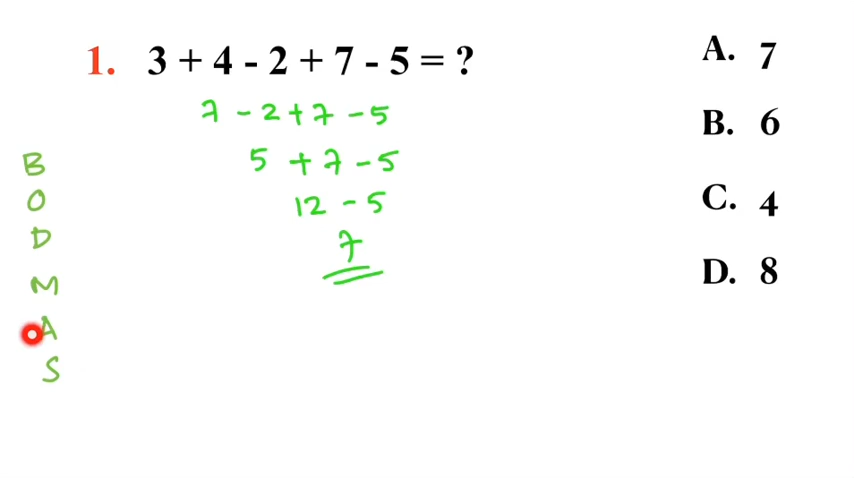 1. 3 + 4 - 2 + 7 - 5 = ?
7 - 2 + 7 - 5
5 + 7 - 5
12 - 5
7
B
O
D
M
A
S
A. 7
B. 6
C. 4
D. 8